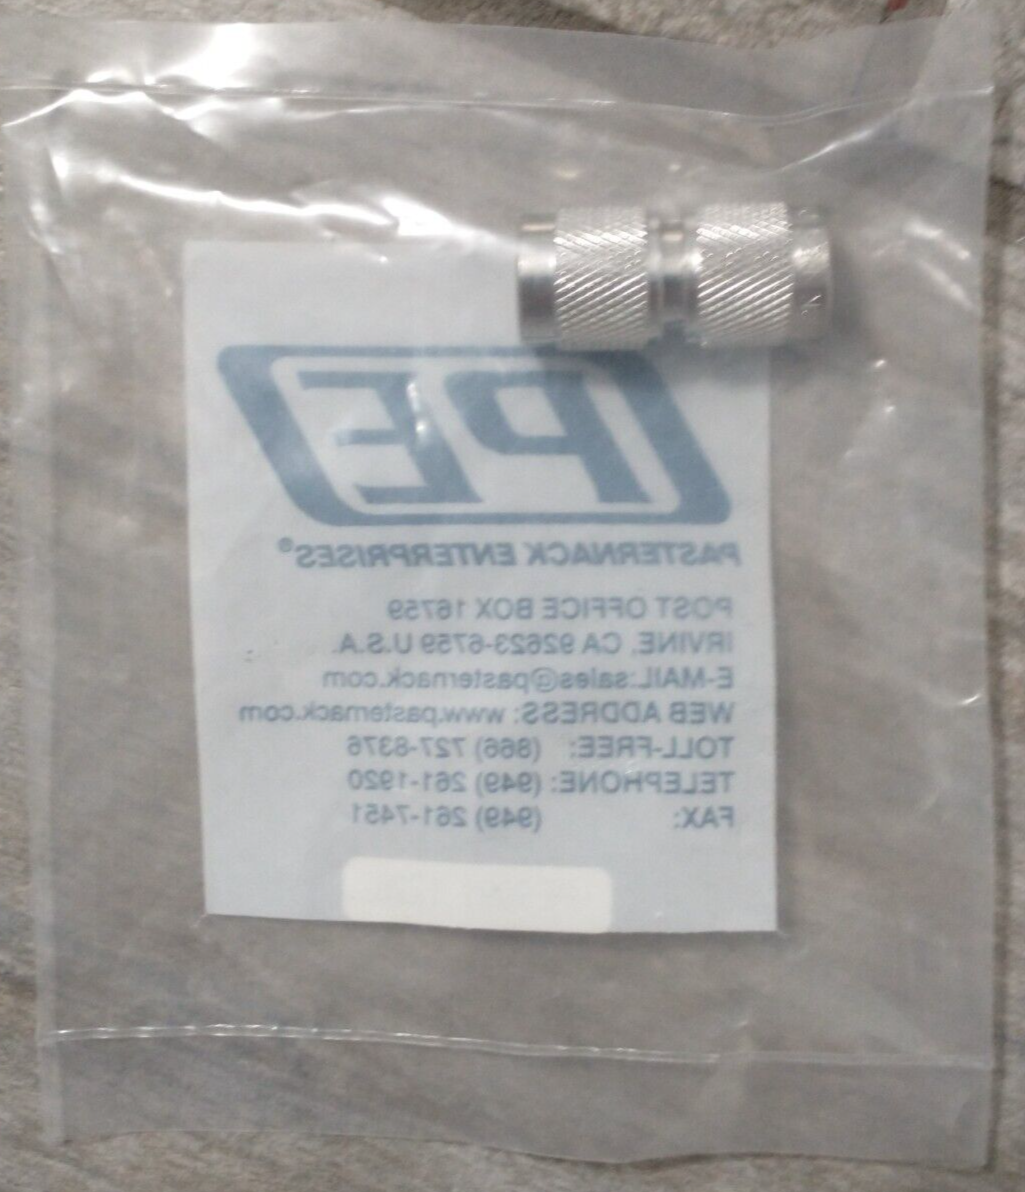 PE
PASTERNACK ENTERPRISES®
POST OFFICE BOX 16759
IRVINE, CA 92623-6759 U.S.A.
E-MAIL: sales@pasternack.com
WEB ADDRESS: www.pasternack.com
TOLL-FREE: (866) 727-8376
TELEPHONE: (949) 261-1920
FAX: (949) 261-7451